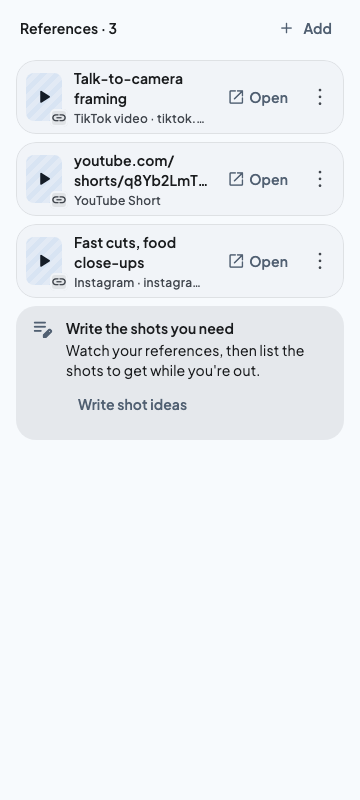 References · 3
Add
Talk-to-camera
framing
TikTok video · tiktok.…
Open
youtube.com/
shorts/q8Yb2LmT…
YouTube Short
Open
Fast cuts, food
close-ups
Instagram · instagra…
Open
Write the shots you need
Watch your references, then list the
shots to get while you're out.
Write shot ideas